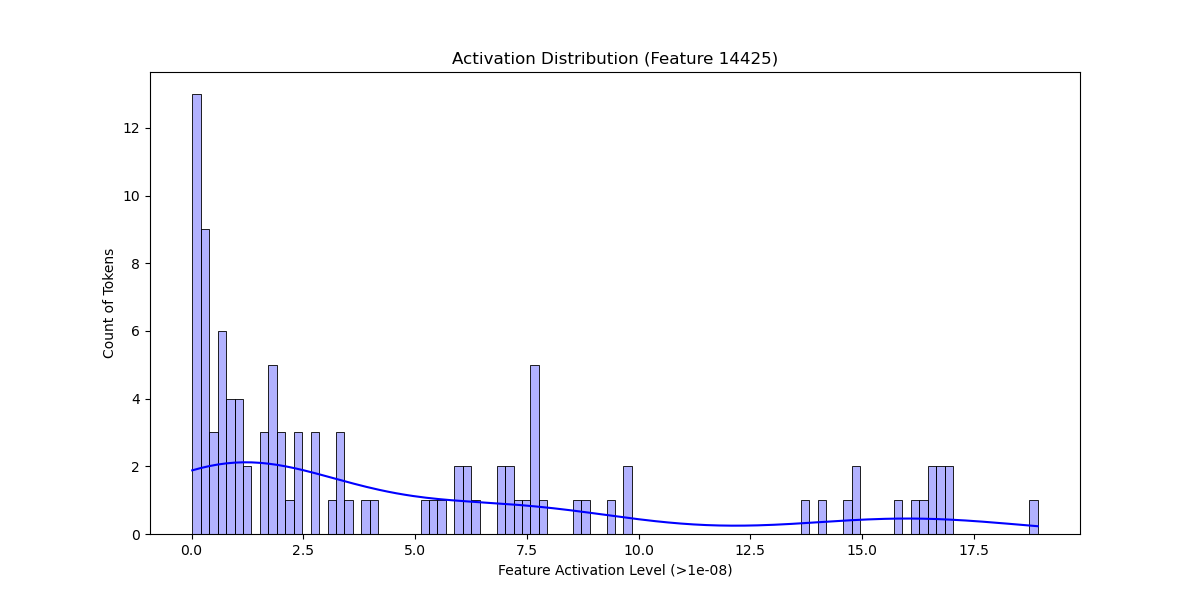 Activation Distribution (Feature 14425)
12
10
8
6
4
2
0
Count of Tokens
0.0 2.5 5.0 7.5 10.0 12.5 15.0 17.5
Feature Activation Level (>1e-08)